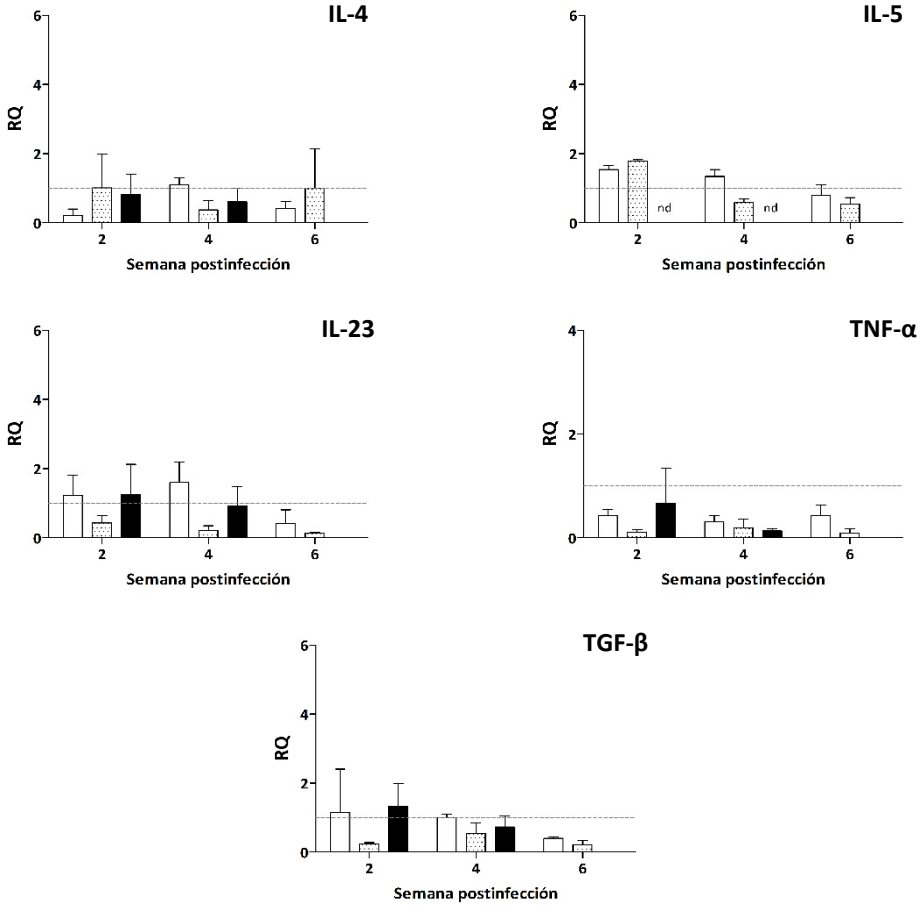 IL-4
6
4
2
0
RQ
2 4 6
Semana postinfección
IL-5
6
4
2
0
RQ
nd nd
2 4 6
Semana postinfección
IL-23
6
4
2
0
RQ
2 4 6
Semana postinfección
TNF-α
4
2
0
RQ
2 4 6
Semana postinfección
TGF-β
6
4
2
0
RQ
2 4 6
Semana postinfección